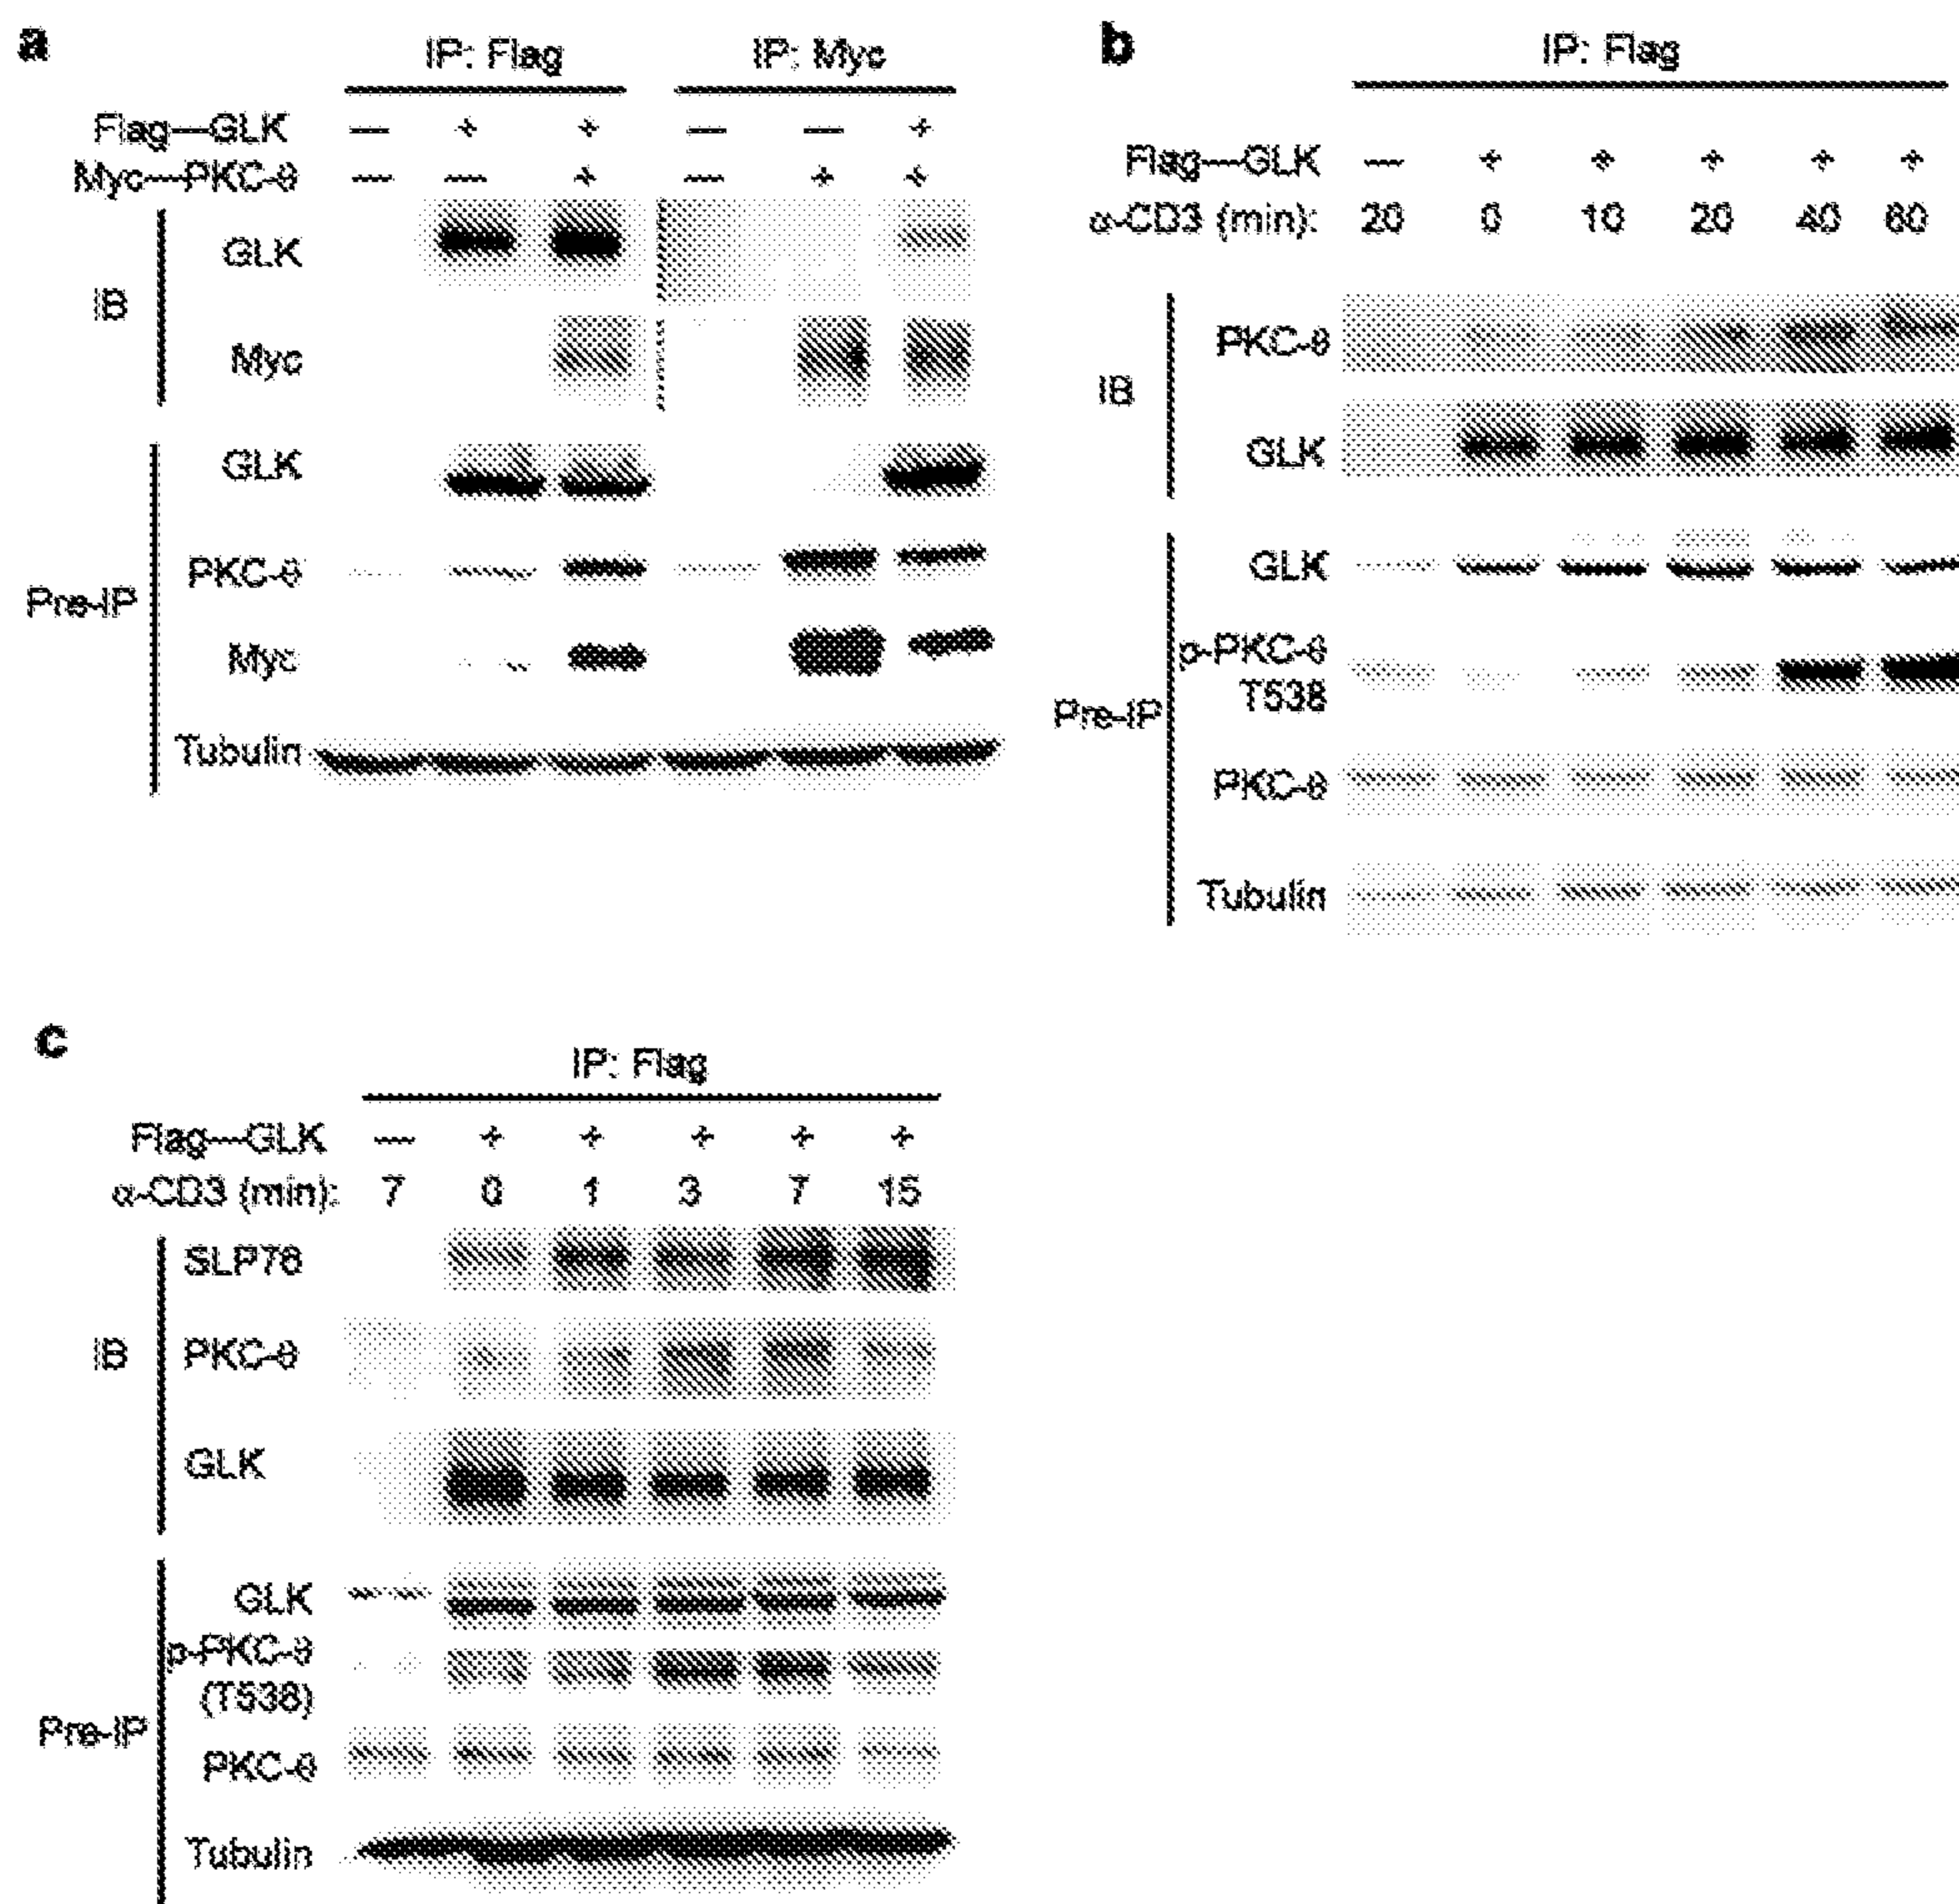 a
IP: Flag IP: Myc
Flag—GLK — + + — — +
Myc—PKC-θ — — + — + +
IB
GLK
Myc
Pre-IP
GLK
PKC-θ
Myc
Tubulin
b
IP: Flag
Flag—GLK — + + + + +
α-CD3 (min): 20 0 10 20 40 60
IB
PKC-θ
GLK
Pre-IP
GLK
p-PKC-θ
T538
PKC-θ
Tubulin
c
IP: Flag
Flag—GLK — + + + + +
α-CD3 (min): 7 0 1 3 7 15
IB
SLP76
PKC-θ
GLK
Pre-IP
GLK
p-PKC-θ
(T538)
PKC-θ
Tubulin